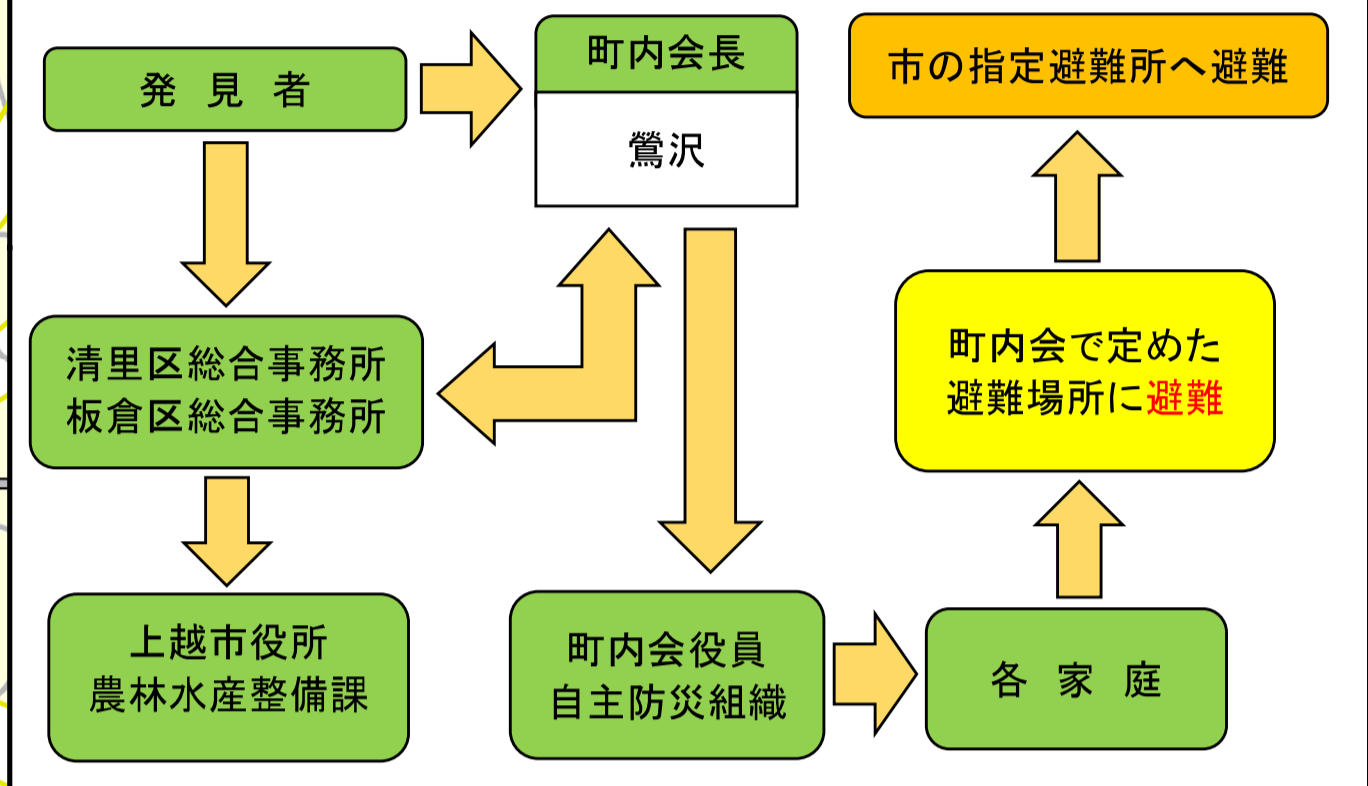 発見者
町内会長
鶯沢
市の指定避難所へ避難
清里区総合事務所
板倉区総合事務所
町内会で定めた
避難場所に避難
上越市役所
農林水産整備課
町内会役員
自主防災組織
各家庭